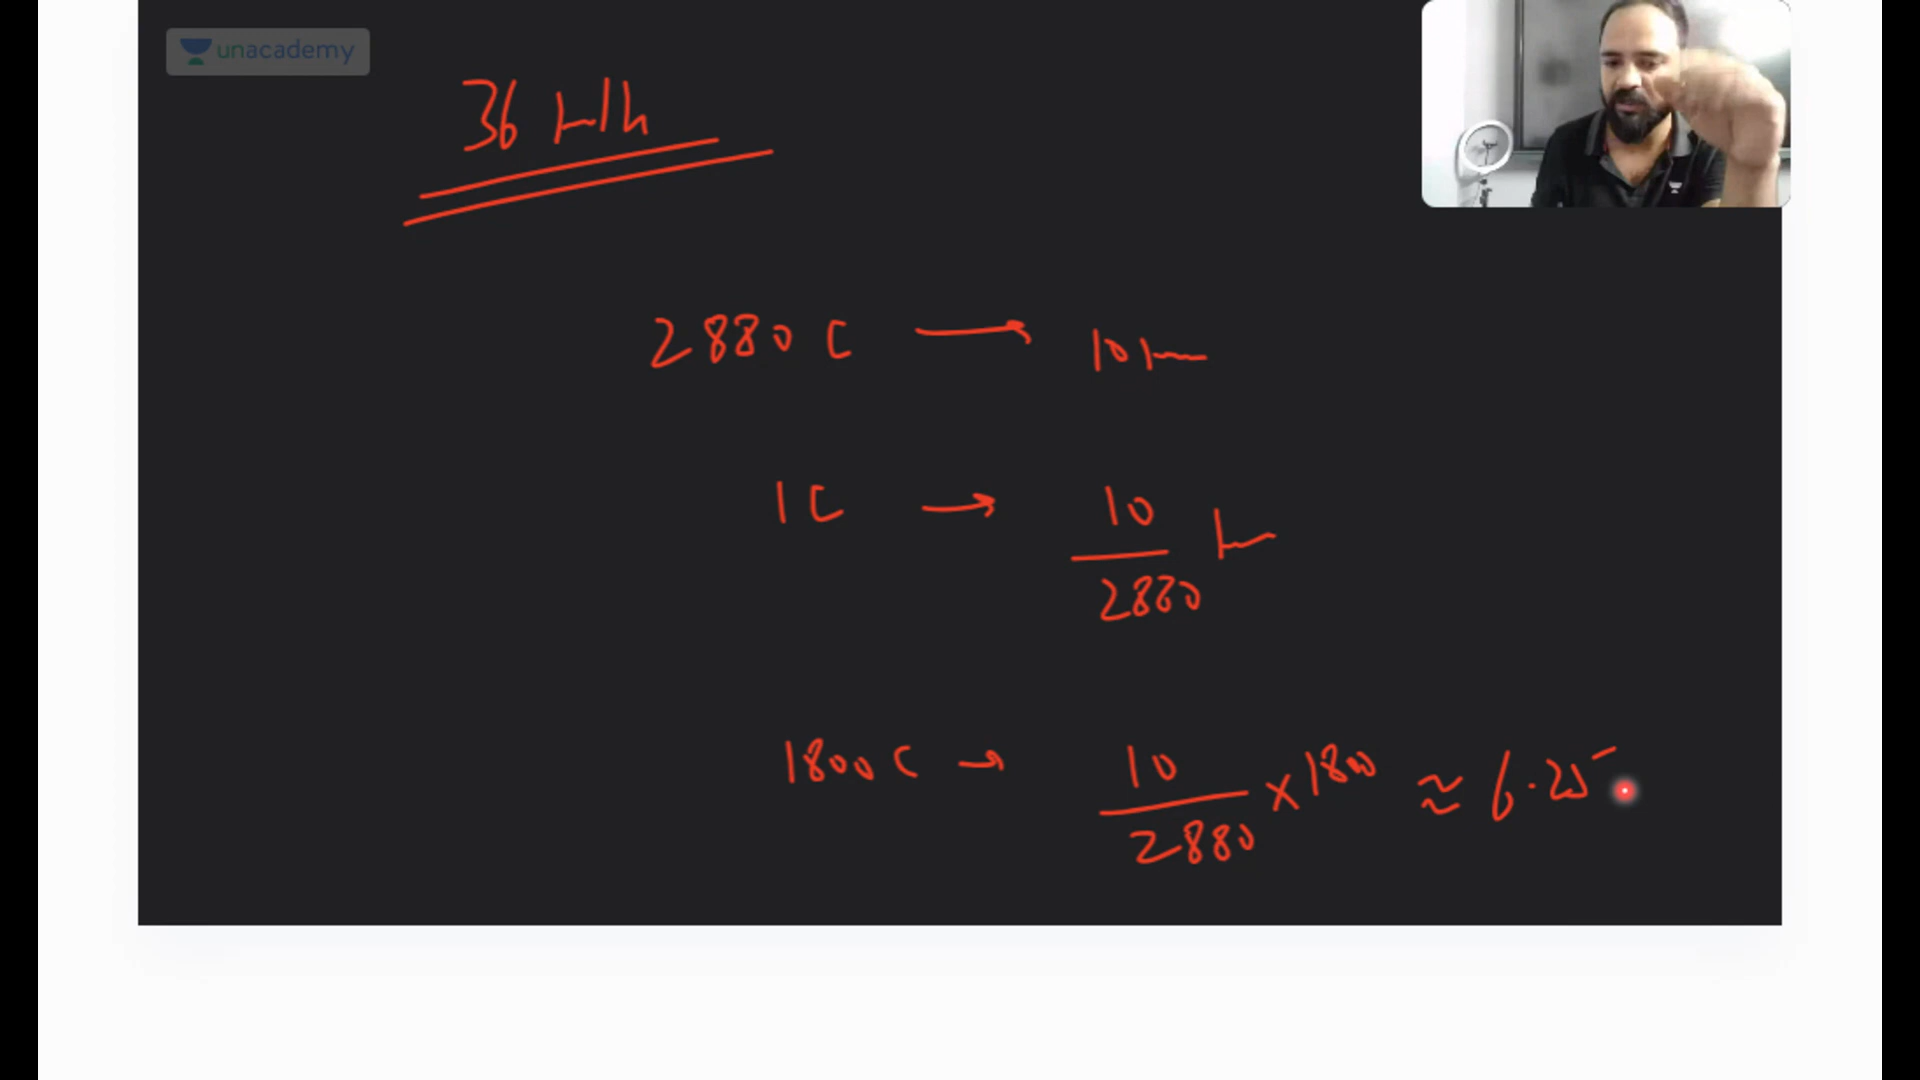 unacademy
36 km/h
2880 C → 10 km
1 C → 10/2880 km
1800 C → 10/2880 × 1800 ≈ 6.25